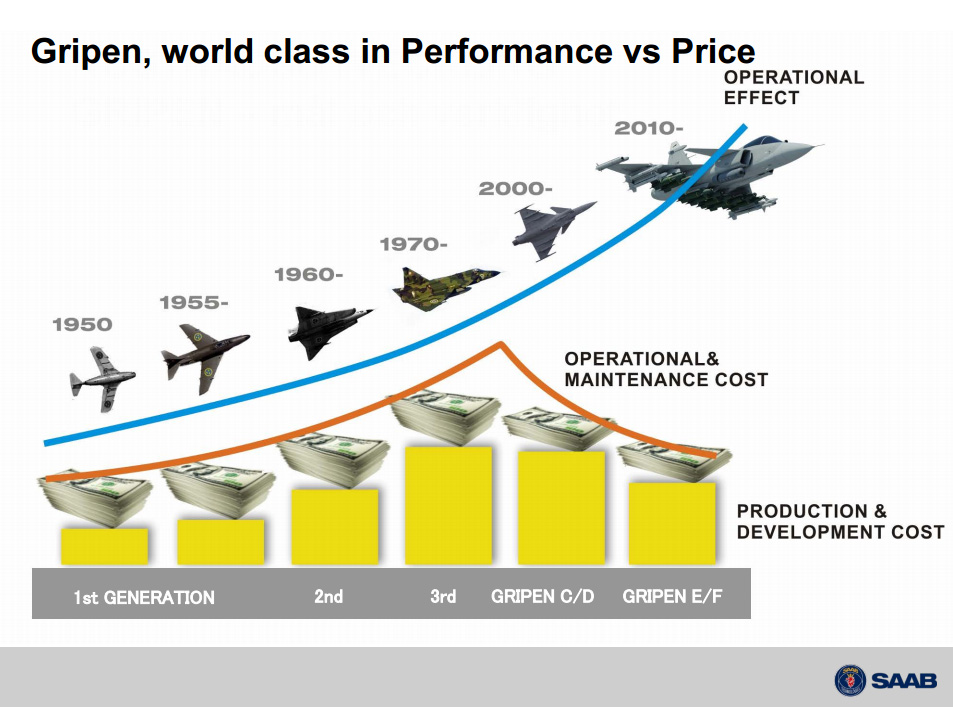 Gripen, world class in Performance vs Price
OPERATIONAL
EFFECT
2010-
2000-
1970-
1960-
1955-
1950
OPERATIONAL&
MAINTENANCE COST
PRODUCTION &
DEVELOPMENT COST
1st GENERATION
2nd
3rd
GRIPEN C/D
GRIPEN E/F
SAAB